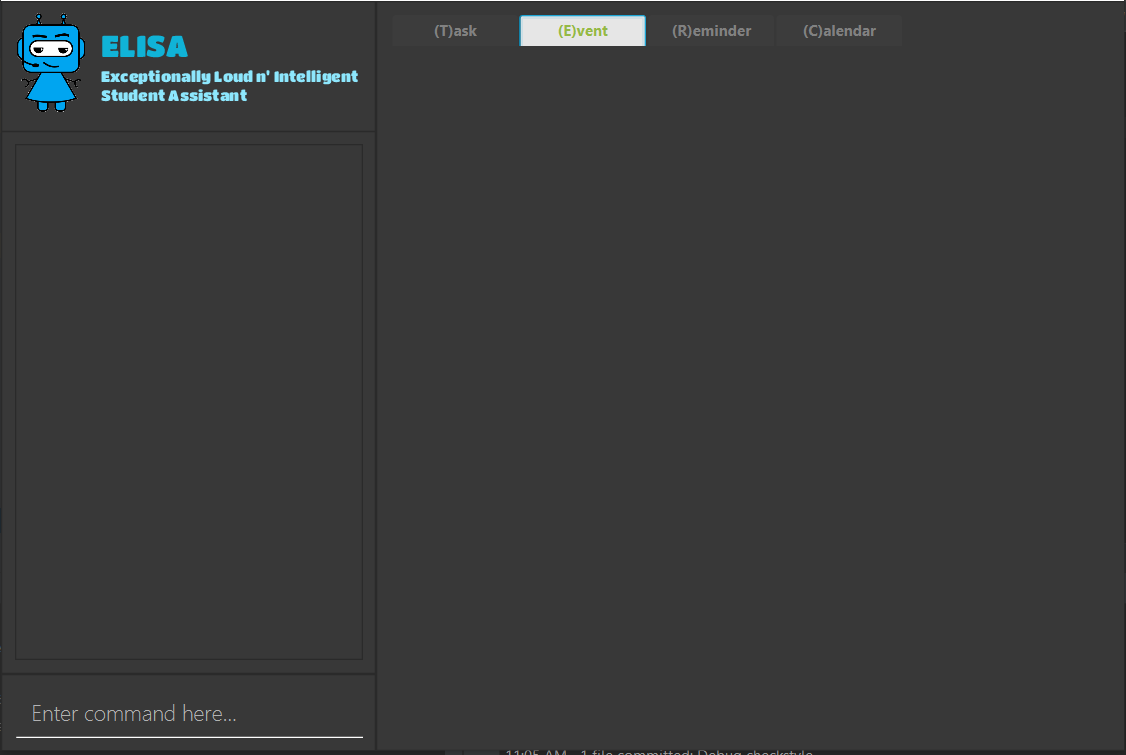 ELISA
Exceptionally Loud n' Intelligent
Student Assistant
(T)ask
(E)vent
(R)eminder
(C)alendar
Enter command here...
11:05 AM - 1 file committed: Debug checkstyle